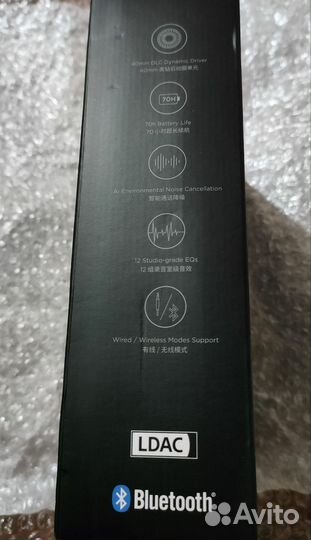 40mm DLC Dynamic Driver
40mm 类钻石动圈单元
70H
70H Battery Life
70 小时超长续航
AI Environmental Noise Cancellation
智能通话降噪
12 Studio-grade EQs
12 组录音室级音效
Wired / Wireless Modes Support
有线 / 无线模式
LDAC
Bluetooth®
Avito